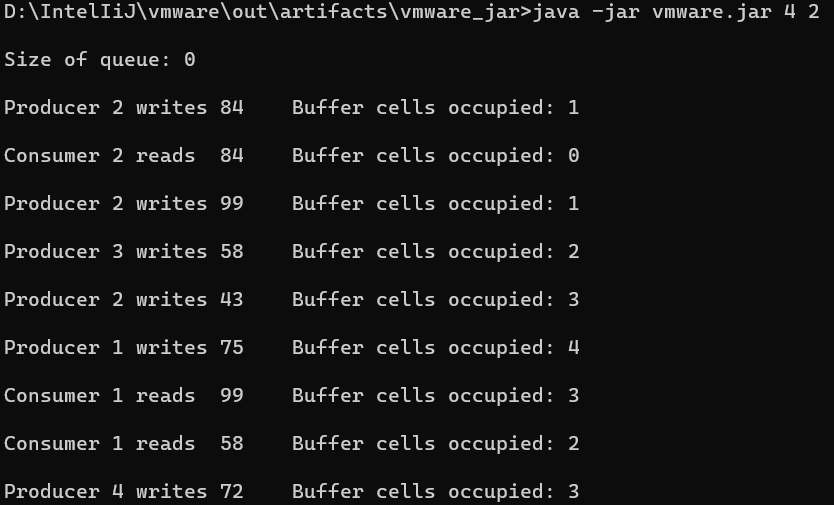 D:\IntelIiJ\vmware\out\artifacts\vmware_jar>java -jar vmware.jar 4 2
Size of queue: 0
Producer 2 writes 84    Buffer cells occupied: 1
Consumer 2 reads  84    Buffer cells occupied: 0
Producer 2 writes 99    Buffer cells occupied: 1
Producer 3 writes 58    Buffer cells occupied: 2
Producer 2 writes 43    Buffer cells occupied: 3
Producer 1 writes 75    Buffer cells occupied: 4
Consumer 1 reads  99    Buffer cells occupied: 3
Consumer 1 reads  58    Buffer cells occupied: 2
Producer 4 writes 72    Buffer cells occupied: 3